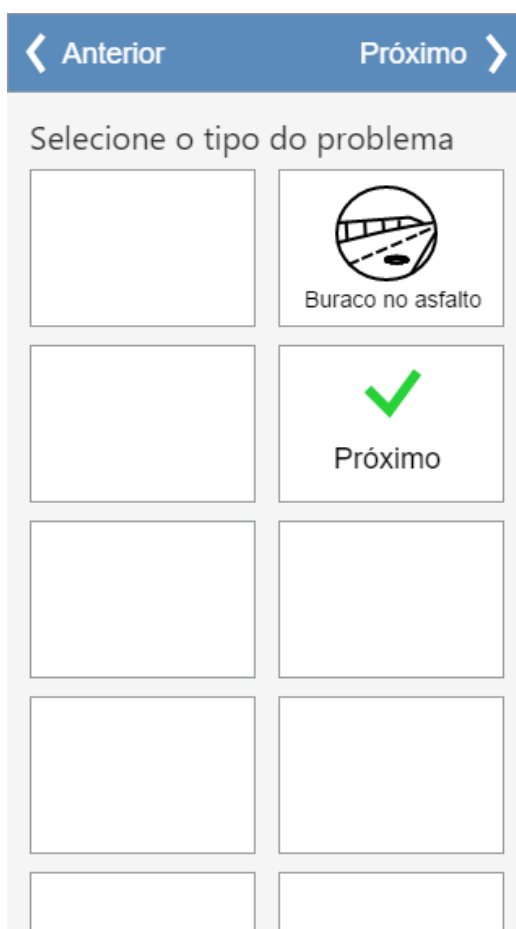 Anterior
Próximo
Selecione o tipo do problema
Buraco no asfalto
Próximo